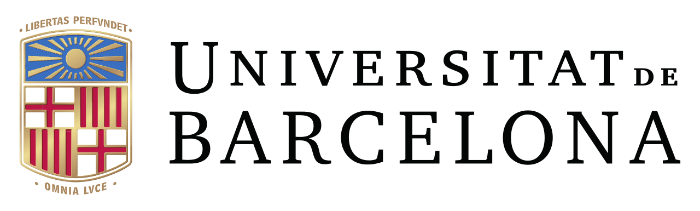 · LIBERTAS PERFVNDET ·
UNIVERSITAT DE
BARCELONA
· OMNIA LVCE ·